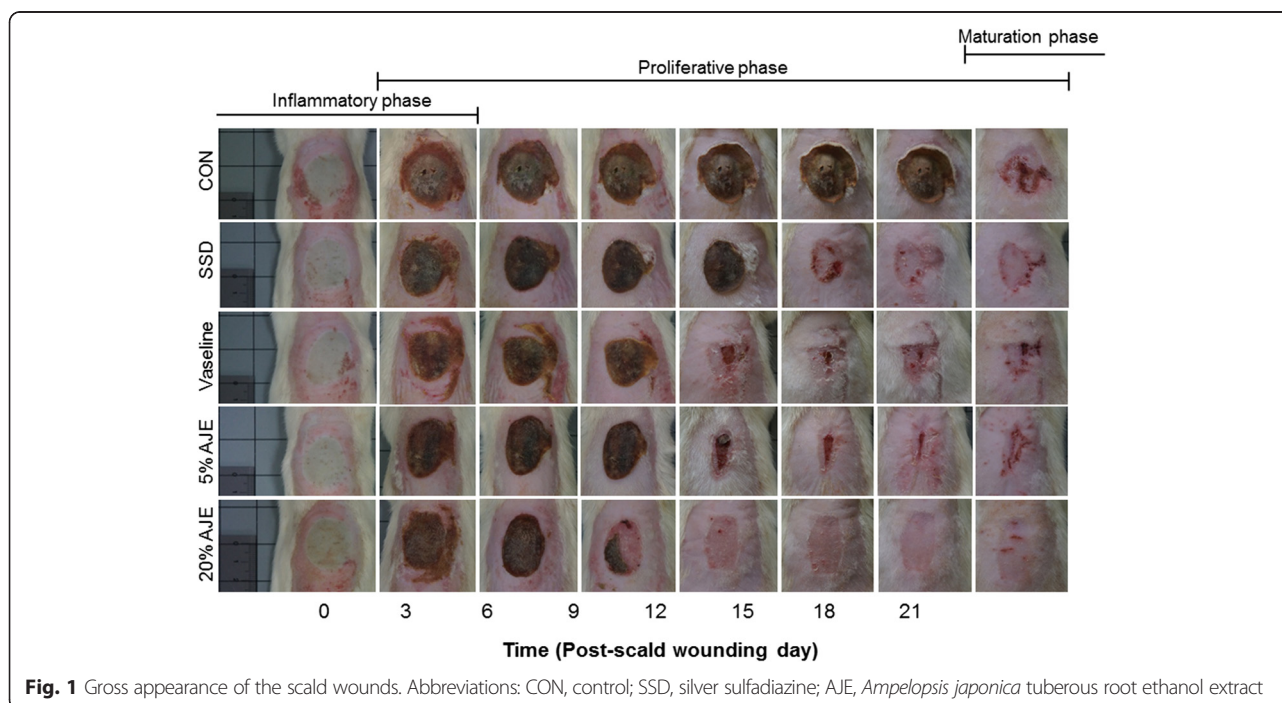 Maturation phase
Proliferative phase
Inflammatory phase
CON
SSD
Vaseline
5% AJE
20% AJE
0 3 6 9 12 15 18 21
Time (Post-scald wounding day)
Fig. 1 Gross appearance of the scald wounds. Abbreviations: CON, control; SSD, silver sulfadiazine; AJE, Ampelopsis japonica tuberous root ethanol extract